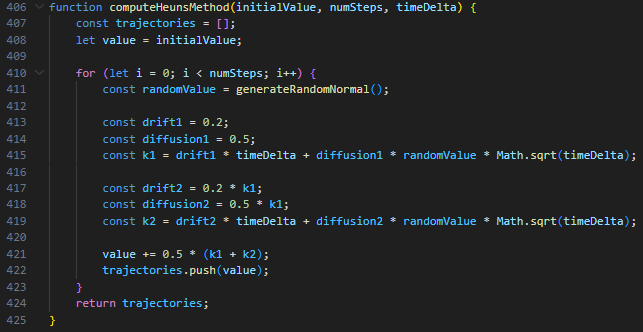 406 function computeHeunsMethod(initialValue, numSteps, timeDelta) {
407     const trajectories = [];
408     let value = initialValue;
409
410     for (let i = 0; i < numSteps; i++) {
411         const randomValue = generateRandomNormal();
412
413         const drift1 = 0.2;
414         const diffusion1 = 0.5;
415         const k1 = drift1 * timeDelta + diffusion1 * randomValue * Math.sqrt(timeDelta);
416
417         const drift2 = 0.2 * k1;
418         const diffusion2 = 0.5 * k1;
419         const k2 = drift2 * timeDelta + diffusion2 * randomValue * Math.sqrt(timeDelta);
420
421         value += 0.5 * (k1 + k2);
422         trajectories.push(value);
423     }
424     return trajectories;
425 }